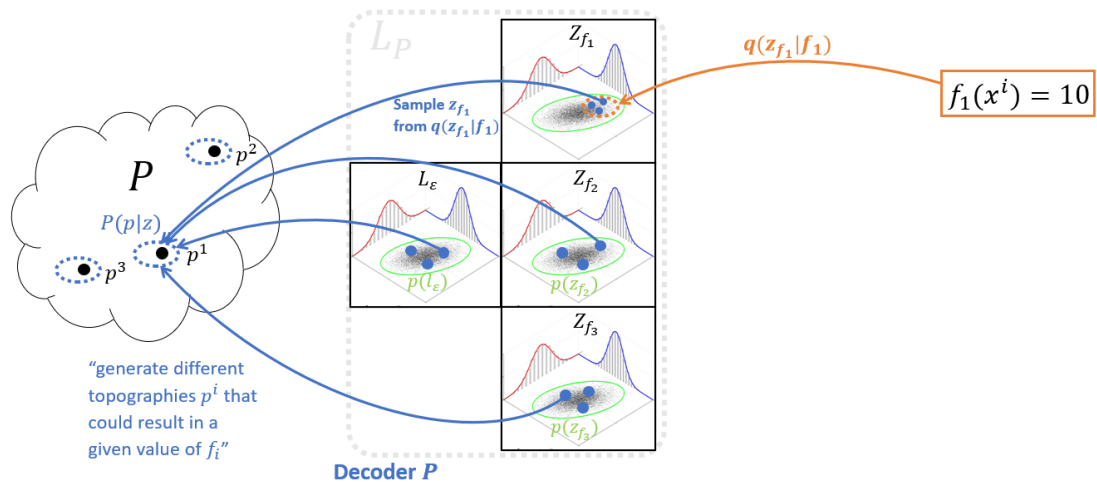 L_P
Z_{f_1}
q(z_{f_1}|f_1)
f_1(x^i) = 10
Sample z_{f_1}
from q(z_{f_1}|f_1)
P
p^2
L_ε
Z_{f_2}
P(p|z)
p^1
p^3
p(l_ε)
p(z_{f_2})
Z_{f_3}
"generate different
topographies p^i that
could result in a
given value of f_i"
p(z_{f_3})
Decoder P